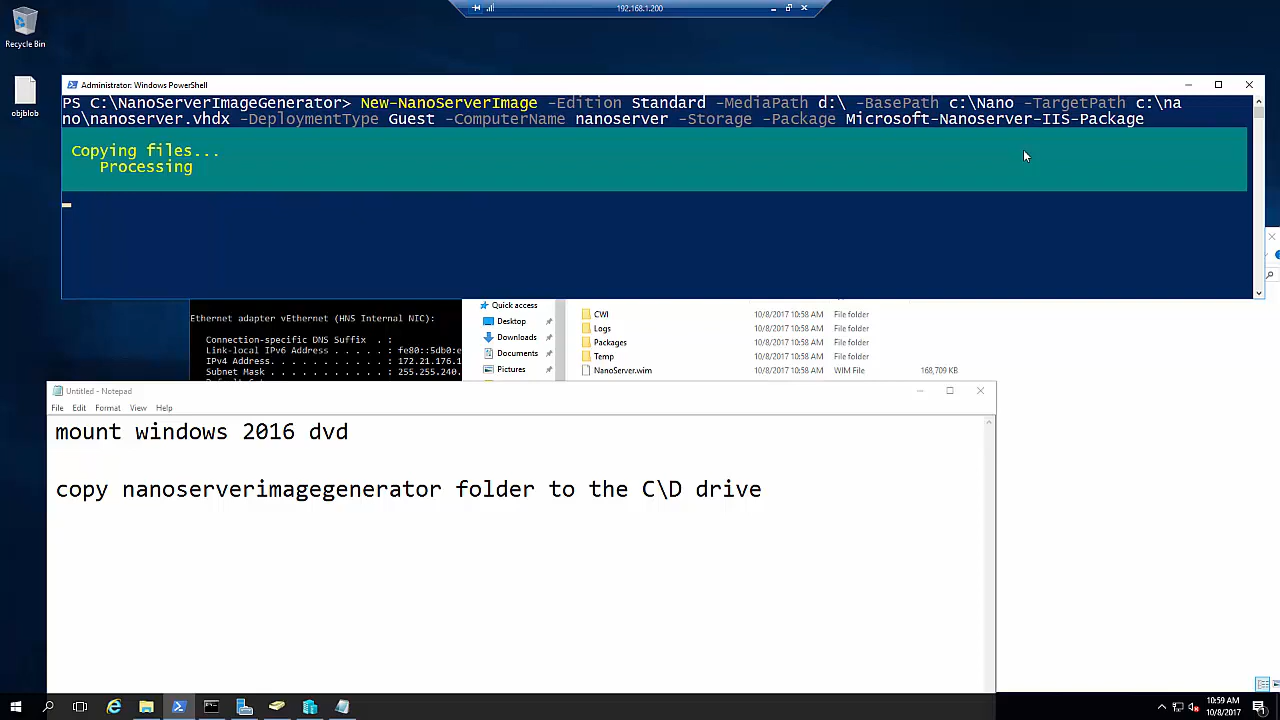 192.168.1.200
Recycle Bin
objblob
Administrator: Windows PowerShell
PS C:\NanoServerImageGenerator> New-NanoServerImage -Edition Standard -MediaPath d:\ -BasePath c:\Nano -TargetPath c:\na
no\nanoserver.vhdx -DeploymentType Guest -ComputerName nanoserver -Storage -Package Microsoft-Nanoserver-IIS-Package
Copying files...
Processing
Ethernet adapter vEthernet (HNS Internal NIC):
Connection-specific DNS Suffix . :
Link-local IPv6 Address . . . . . : fe80::5db0:e
IPv4 Address. . . . . . . . . . . : 172.21.176.1
Subnet Mask . . . . . . . . . . . : 255.255.240.
Quick access
Desktop
Downloads
Documents
Pictures
CWI 10/8/2017 10:58 AM File folder
Logs 10/8/2017 10:58 AM File folder
Packages 10/8/2017 10:58 AM File folder
Temp 10/8/2017 10:58 AM File folder
NanoServer.wim 10/8/2017 10:58 AM WIM File 168,709 KB
Untitled - Notepad
File Edit Format View Help
mount windows 2016 dvd
copy nanoserverimagegenerator folder to the C\D drive
10:59 AM
10/8/2017